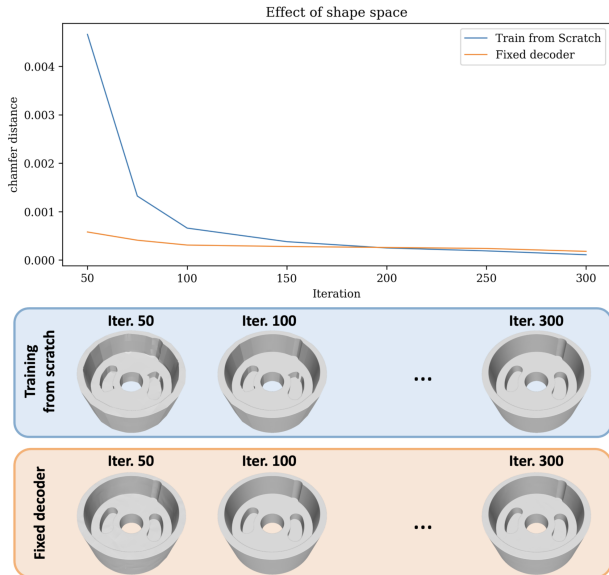 Effect of shape space
Train from Scratch
Fixed decoder
chamfer distance
0.004
0.003
0.002
0.001
0.000
50 100 150 200 250 300
Iteration
Training
from scratch
Iter. 50 Iter. 100 ... Iter. 300
Fixed decoder
Iter. 50 Iter. 100 ... Iter. 300